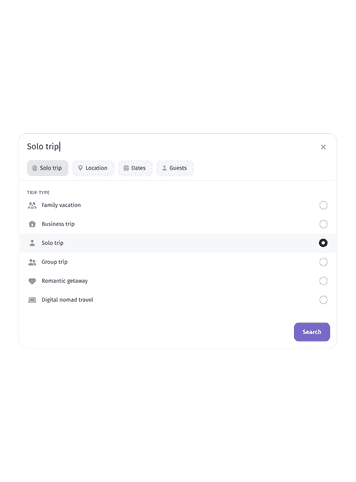 Solo trip
Solo trip Location Dates Guests
TRIP TYPE
Family vacation
Business trip
Solo trip
Group trip
Romantic getaway
Digital nomad travel
Search